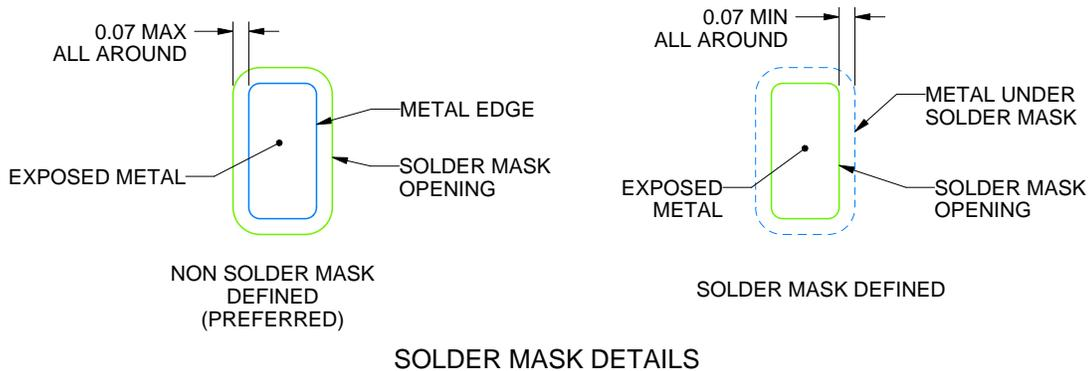 0.07 MAX
ALL AROUND
METAL EDGE
EXPOSED METAL
SOLDER MASK
OPENING
NON SOLDER MASK
DEFINED
(PREFERRED)
0.07 MIN
ALL AROUND
METAL UNDER
SOLDER MASK
EXPOSED
METAL
SOLDER MASK
OPENING
SOLDER MASK DEFINED
SOLDER MASK DETAILS